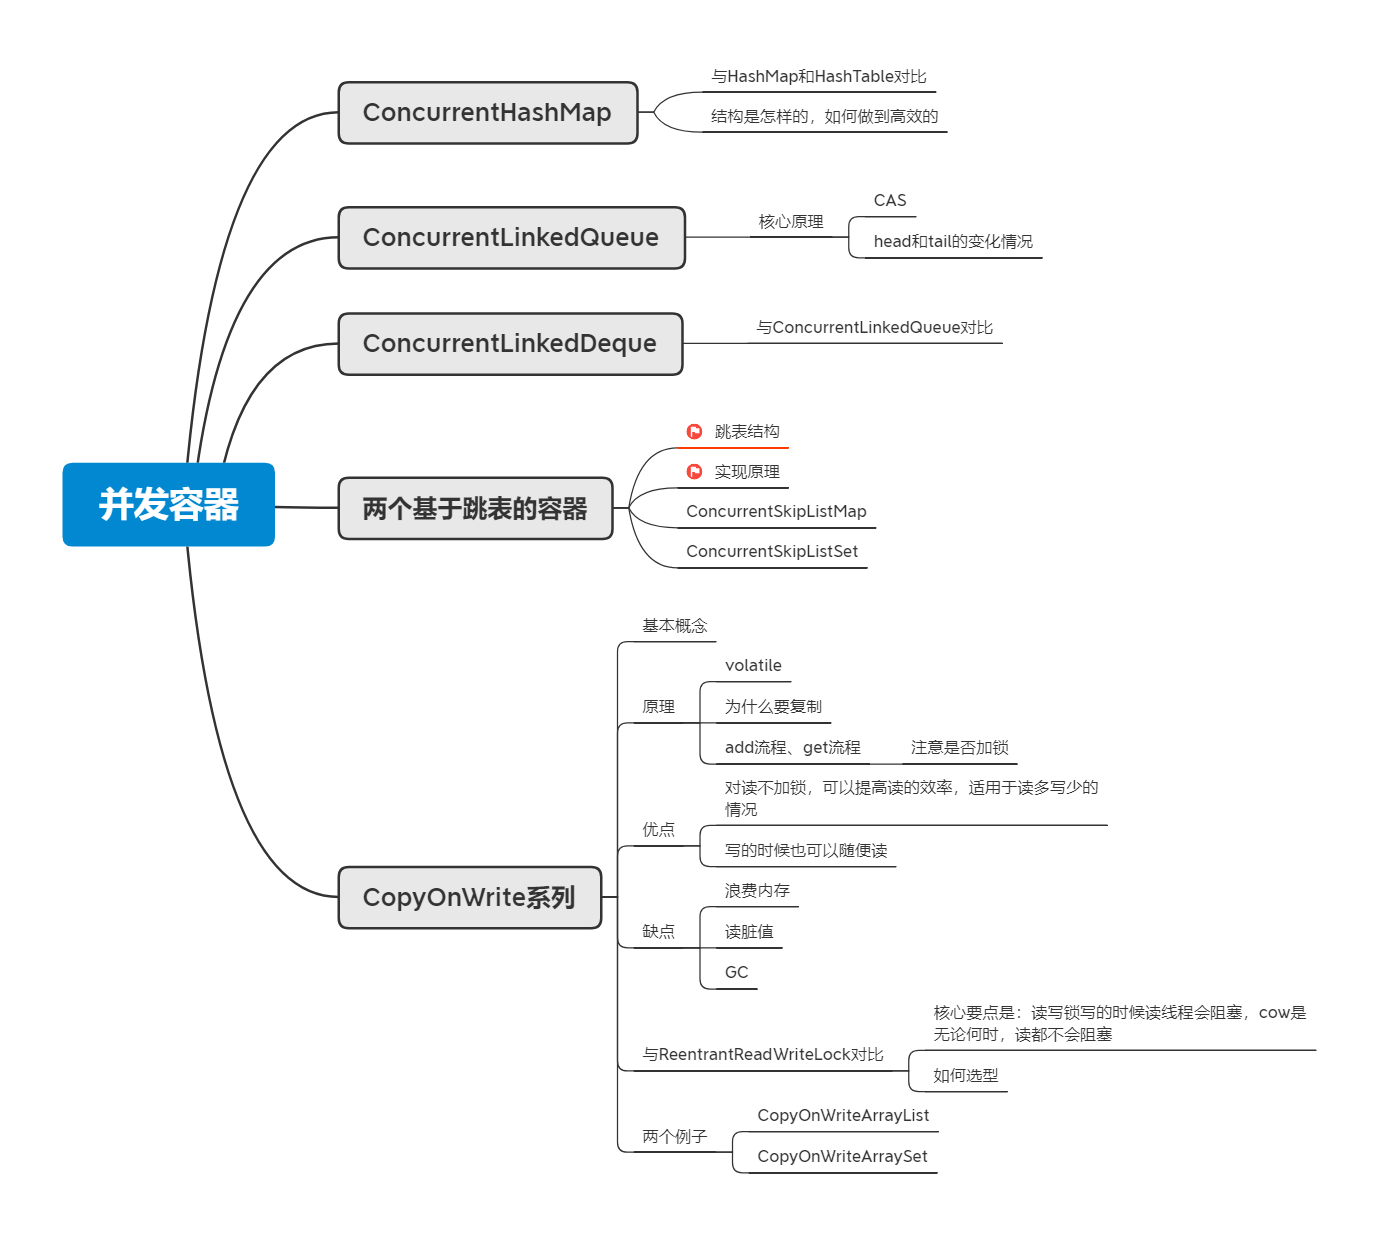 并发容器
ConcurrentHashMap
与HashMap和HashTable对比
结构是怎样的，如何做到高效的
ConcurrentLinkedQueue
核心原理
CAS
head和tail的变化情况
ConcurrentLinkedDeque
与ConcurrentLinkedQueue对比
两个基于跳表的容器
跳表结构
实现原理
ConcurrentSkipListMap
ConcurrentSkipListSet
CopyOnWrite系列
基本概念
原理
volatile
为什么要复制
add流程、get流程
注意是否加锁
优点
对读不加锁，可以提高读的效率，适用于读多写少的
情况
写的时候也可以随便读
缺点
浪费内存
读脏值
GC
与ReentrantReadWriteLock对比
核心要点是：读写锁写的时候读线程会阻塞，cow是
无论何时，读都不会阻塞
如何选型
两个例子
CopyOnWriteArrayList
CopyOnWriteArraySet